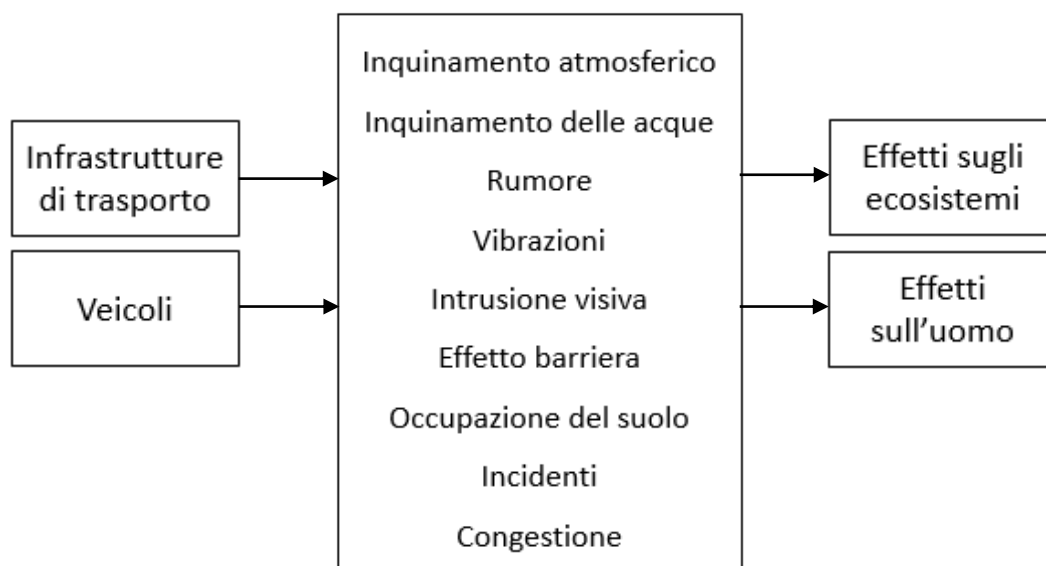 Infrastrutture
di trasporto
Veicoli
Inquinamento atmosferico
Inquinamento delle acque
Rumore
Vibrazioni
Intrusione visiva
Effetto barriera
Occupazione del suolo
Incidenti
Congestione
Effetti sugli
ecosistemi
Effetti
sull’uomo